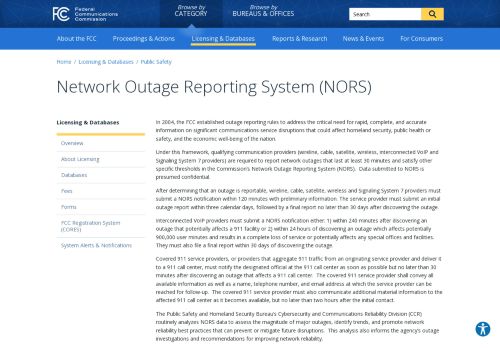 FCC Federal Communications Commission
Browse by CATEGORY
Browse by BUREAUS & OFFICES
Search
About the FCC
Proceedings & Actions
Licensing & Databases
Reports & Research
News & Events
For Consumers
Home / Licensing & Databases / Public Safety
Network Outage Reporting System (NORS)
Licensing & Databases
Overview
About Licensing
Databases
Fees
Forms
FCC Registration System
(CORES)
System Alerts & Notifications
In 2004, the FCC established outage reporting rules to address the critical need for rapid, complete, and accurate
information on significant communications service disruptions that could affect homeland security, public health or
safety, and the economic well-being of the nation.
Under this framework, qualifying communication providers (wireline, cable, satellite, wireless, interconnected VoIP and
Signaling System 7 providers) are required to report network outages that last at least 30 minutes and satisfy other
specific thresholds in the Commission's Network Outage Reporting System (NORS). Data submitted to NORS is
presumed confidential.
After determining that an outage is reportable, wireline, cable, satellite, wireless and Signaling System 7 providers must
submit a NORS notification within 120 minutes with preliminary information. The service provider must submit an initial
outage report within three calendar days, followed by a final report no later than 30 days after discovering the outage.
Interconnected VoIP providers must submit a NORS notification either: 1) within 240 minutes after discovering an
outage that potentially affects a 911 facility or 2) within 24 hours of discovering an outage which affects potentially
900,000 user minutes and results in a complete loss of service or potentially affects any special offices and facilities.
They must also file a final report within 30 days of discovering the outage.
Covered 911 service providers, or providers that aggregate 911 traffic from an originating service provider and deliver it
to a 911 call center, must notify the designated official at the 911 call center as soon as possible but no later than 30
minutes after discovering an outage that affects a 911 call center. The covered 911 service provider shall convey all
available information as well as a name, telephone number, and email address at which the service provider can be
reached for follow-up. The covered 911 service provider must also communicate additional material information to the
affected 911 call center as it becomes available, but no later than two hours after the initial contact.
The Public Safety and Homeland Security Bureau's Cybersecurity and Communications Reliability Division (CCR)
routinely analyzes NORS data to assess the magnitude of major outages, identify trends, and promote network
reliability best practices that can prevent or mitigate future disruptions. This analysis also informs the agency's outage
investigations and recommendations for improving network reliability.